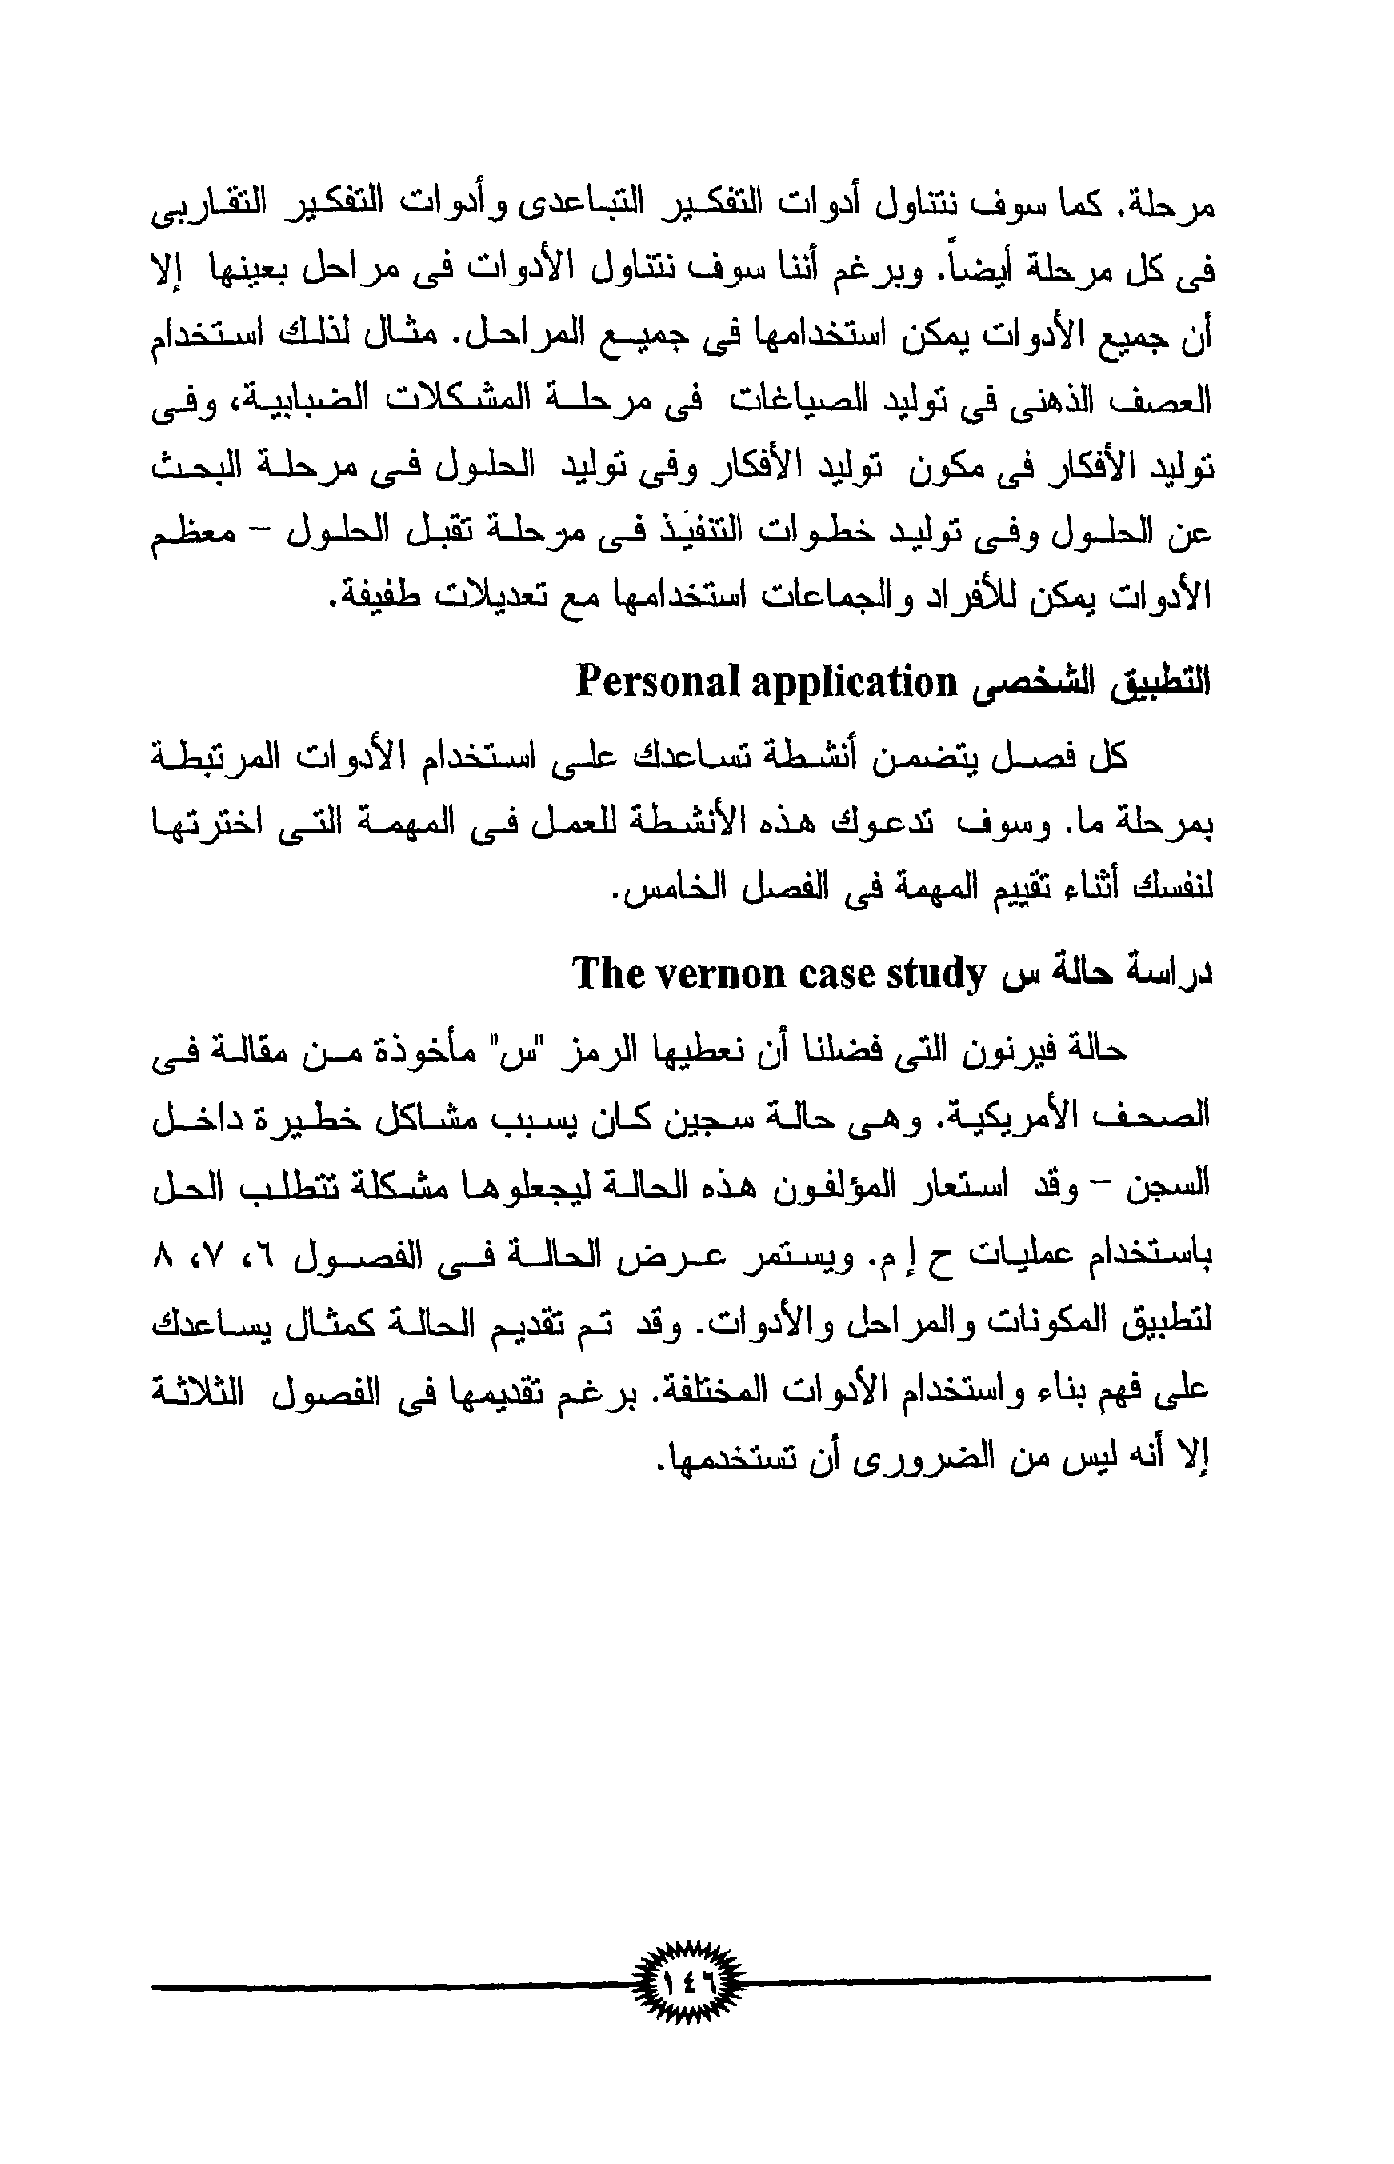 مرحلة. كما سوف نتناول أدوات التفكير التباعدى وأدوات التفكير التقاربى
فى كل مرحلة أيضاً. وبرغم أننا سوف نتناول الأدوات فى مراحل بعينها إلا
أن جميع الأدوات يمكن استخدامها فى جميع المراحل. مثال لذلك استخدام
العصف الذهنى فى توليد الصياغات فى مرحلة المشكلات الضبابية، وفى
توليد الأفكار فى مكون توليد الأفكار وفى توليد الحلول فى مرحلة البحث
عن الحلول وفى توليد خطوات التنفيذ فى مرحلة تقبل الحلول – معظم
الأدوات يمكن للأفراد والجماعات استخدامها مع تعديلات طفيفة.
التطبيق الشخصى Personal application
كل فصل يتضمن أنشطة تساعدك على استخدام الأدوات المرتبطة
بمرحلة ما. وسوف تدعوك هذه الأنشطة للعمل فى المهمة التى اخترتها
لنفسك أثناء تقييم المهمة فى الفصل الخامس.
دراسة حالة س The vernon case study
حالة فيرنون التى فضلنا أن نعطيها الرمز "س" مأخوذة من مقالة فى
الصحف الأمريكية. وهى حالة سجين كان يسبب مشاكل خطيرة داخل
السجن – وقد استعار المؤلفون هذه الحالة ليجعلوها مشكلة تتطلب الحل
باستخدام عمليات ح إ م. ويستمر عرض الحالة فى الفصول ٦، ٧، ٨
لتطبيق المكونات والمراحل والأدوات. وقد تم تقديم الحالة كمثال يساعدك
على فهم بناء واستخدام الأدوات المختلفة. برغم تقديمها فى الفصول الثلاثة
إلا أنه ليس من الضرورى أن تستخدمها.
١٤٦